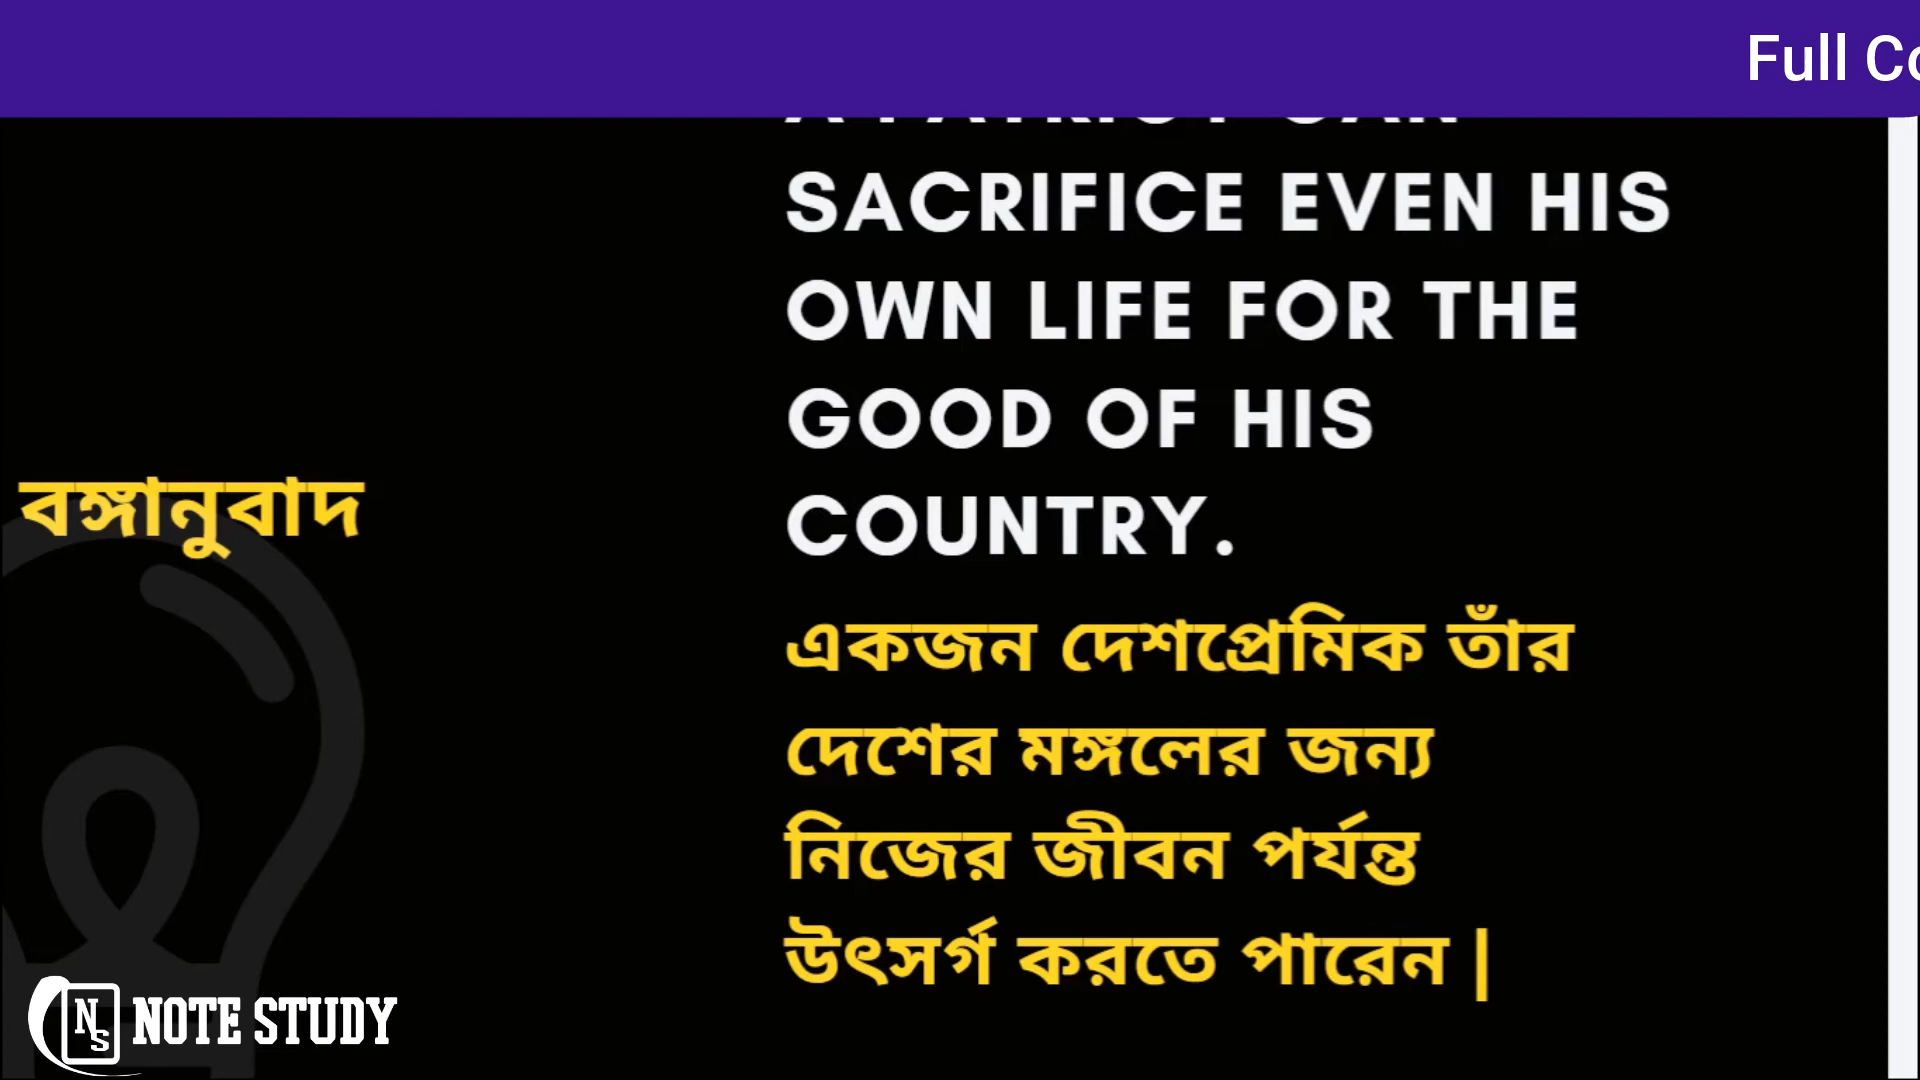 Full
SACRIFICE EVEN HIS
OWN LIFE FOR THE
GOOD OF HIS
COUNTRY.
বঙ্গানুবাদ
একজন দেশপ্রেমিক তাঁর
দেশের মঙ্গলের জন্য
নিজের জীবন পর্যন্ত
উৎসর্গ করতে পারেন |
NS NOTE STUDY